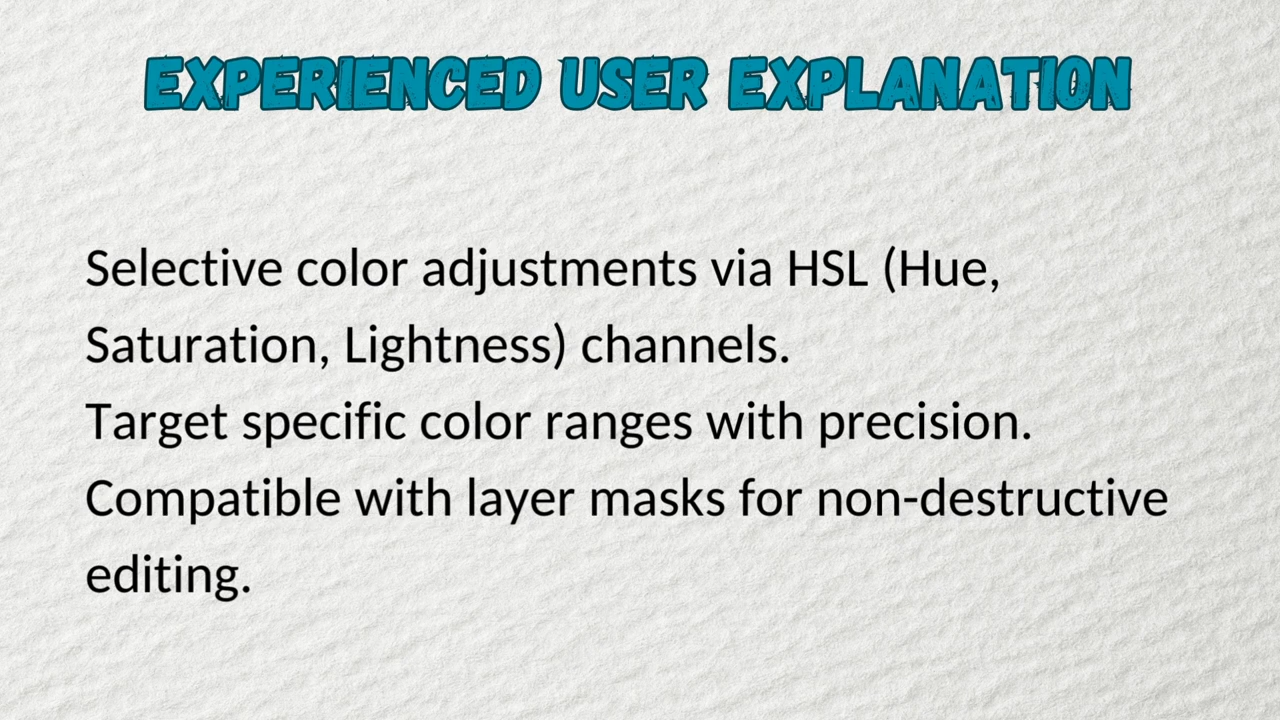 EXPERIENCED USER EXPLANATION
Selective color adjustments via HSL (Hue,
Saturation, Lightness) channels.
Target specific color ranges with precision.
Compatible with layer masks for non-destructive
editing.